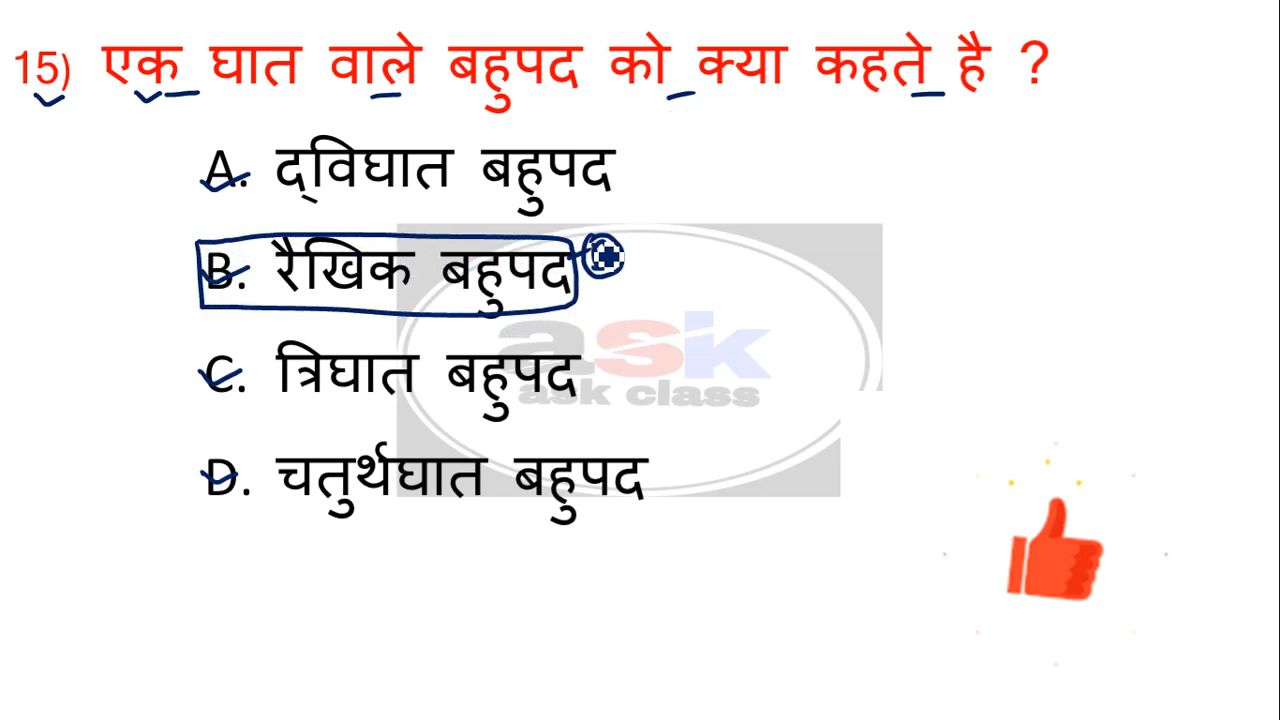 15) एक घात वाले बहुपद को क्या कहते है ?
A. द्विघात बहुपद
B. रैखिक बहुपद
C. त्रिघात बहुपद
D. चतुर्थघात बहुपद
ask
ask class